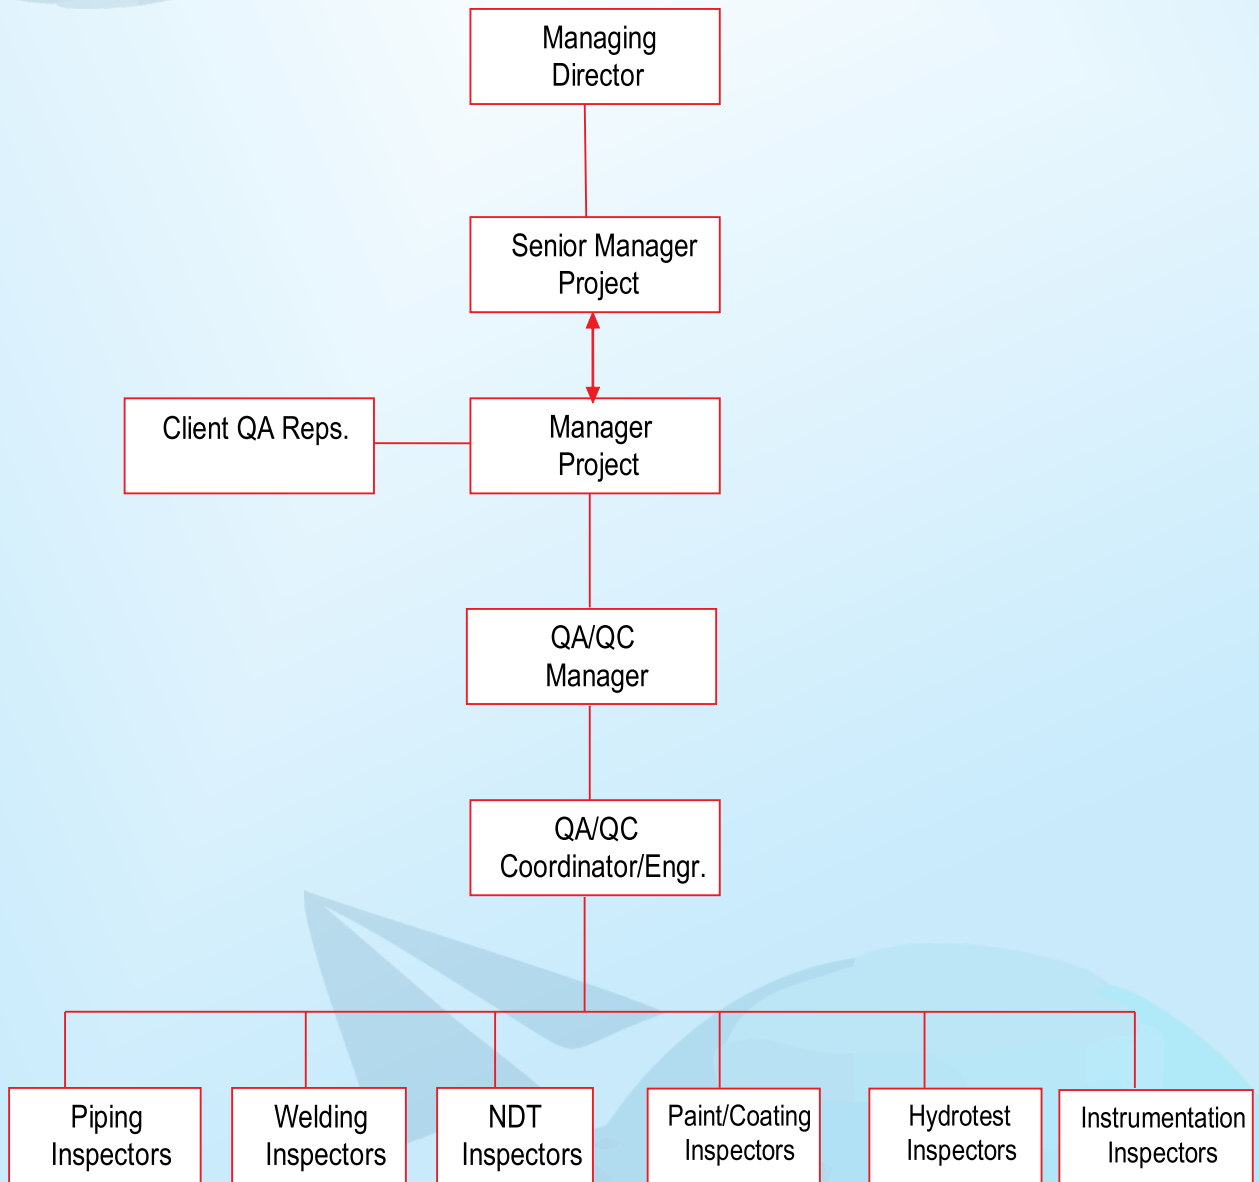 Managing
Director
Senior Manager
Project
Client QA Reps.
Manager
Project
QA/QC
Manager
QA/QC
Coordinator/Engr.
Piping
Inspectors
Welding
Inspectors
NDT
Inspectors
Paint/Coating
Inspectors
Hydrotest
Inspectors
Instrumentation
Inspectors